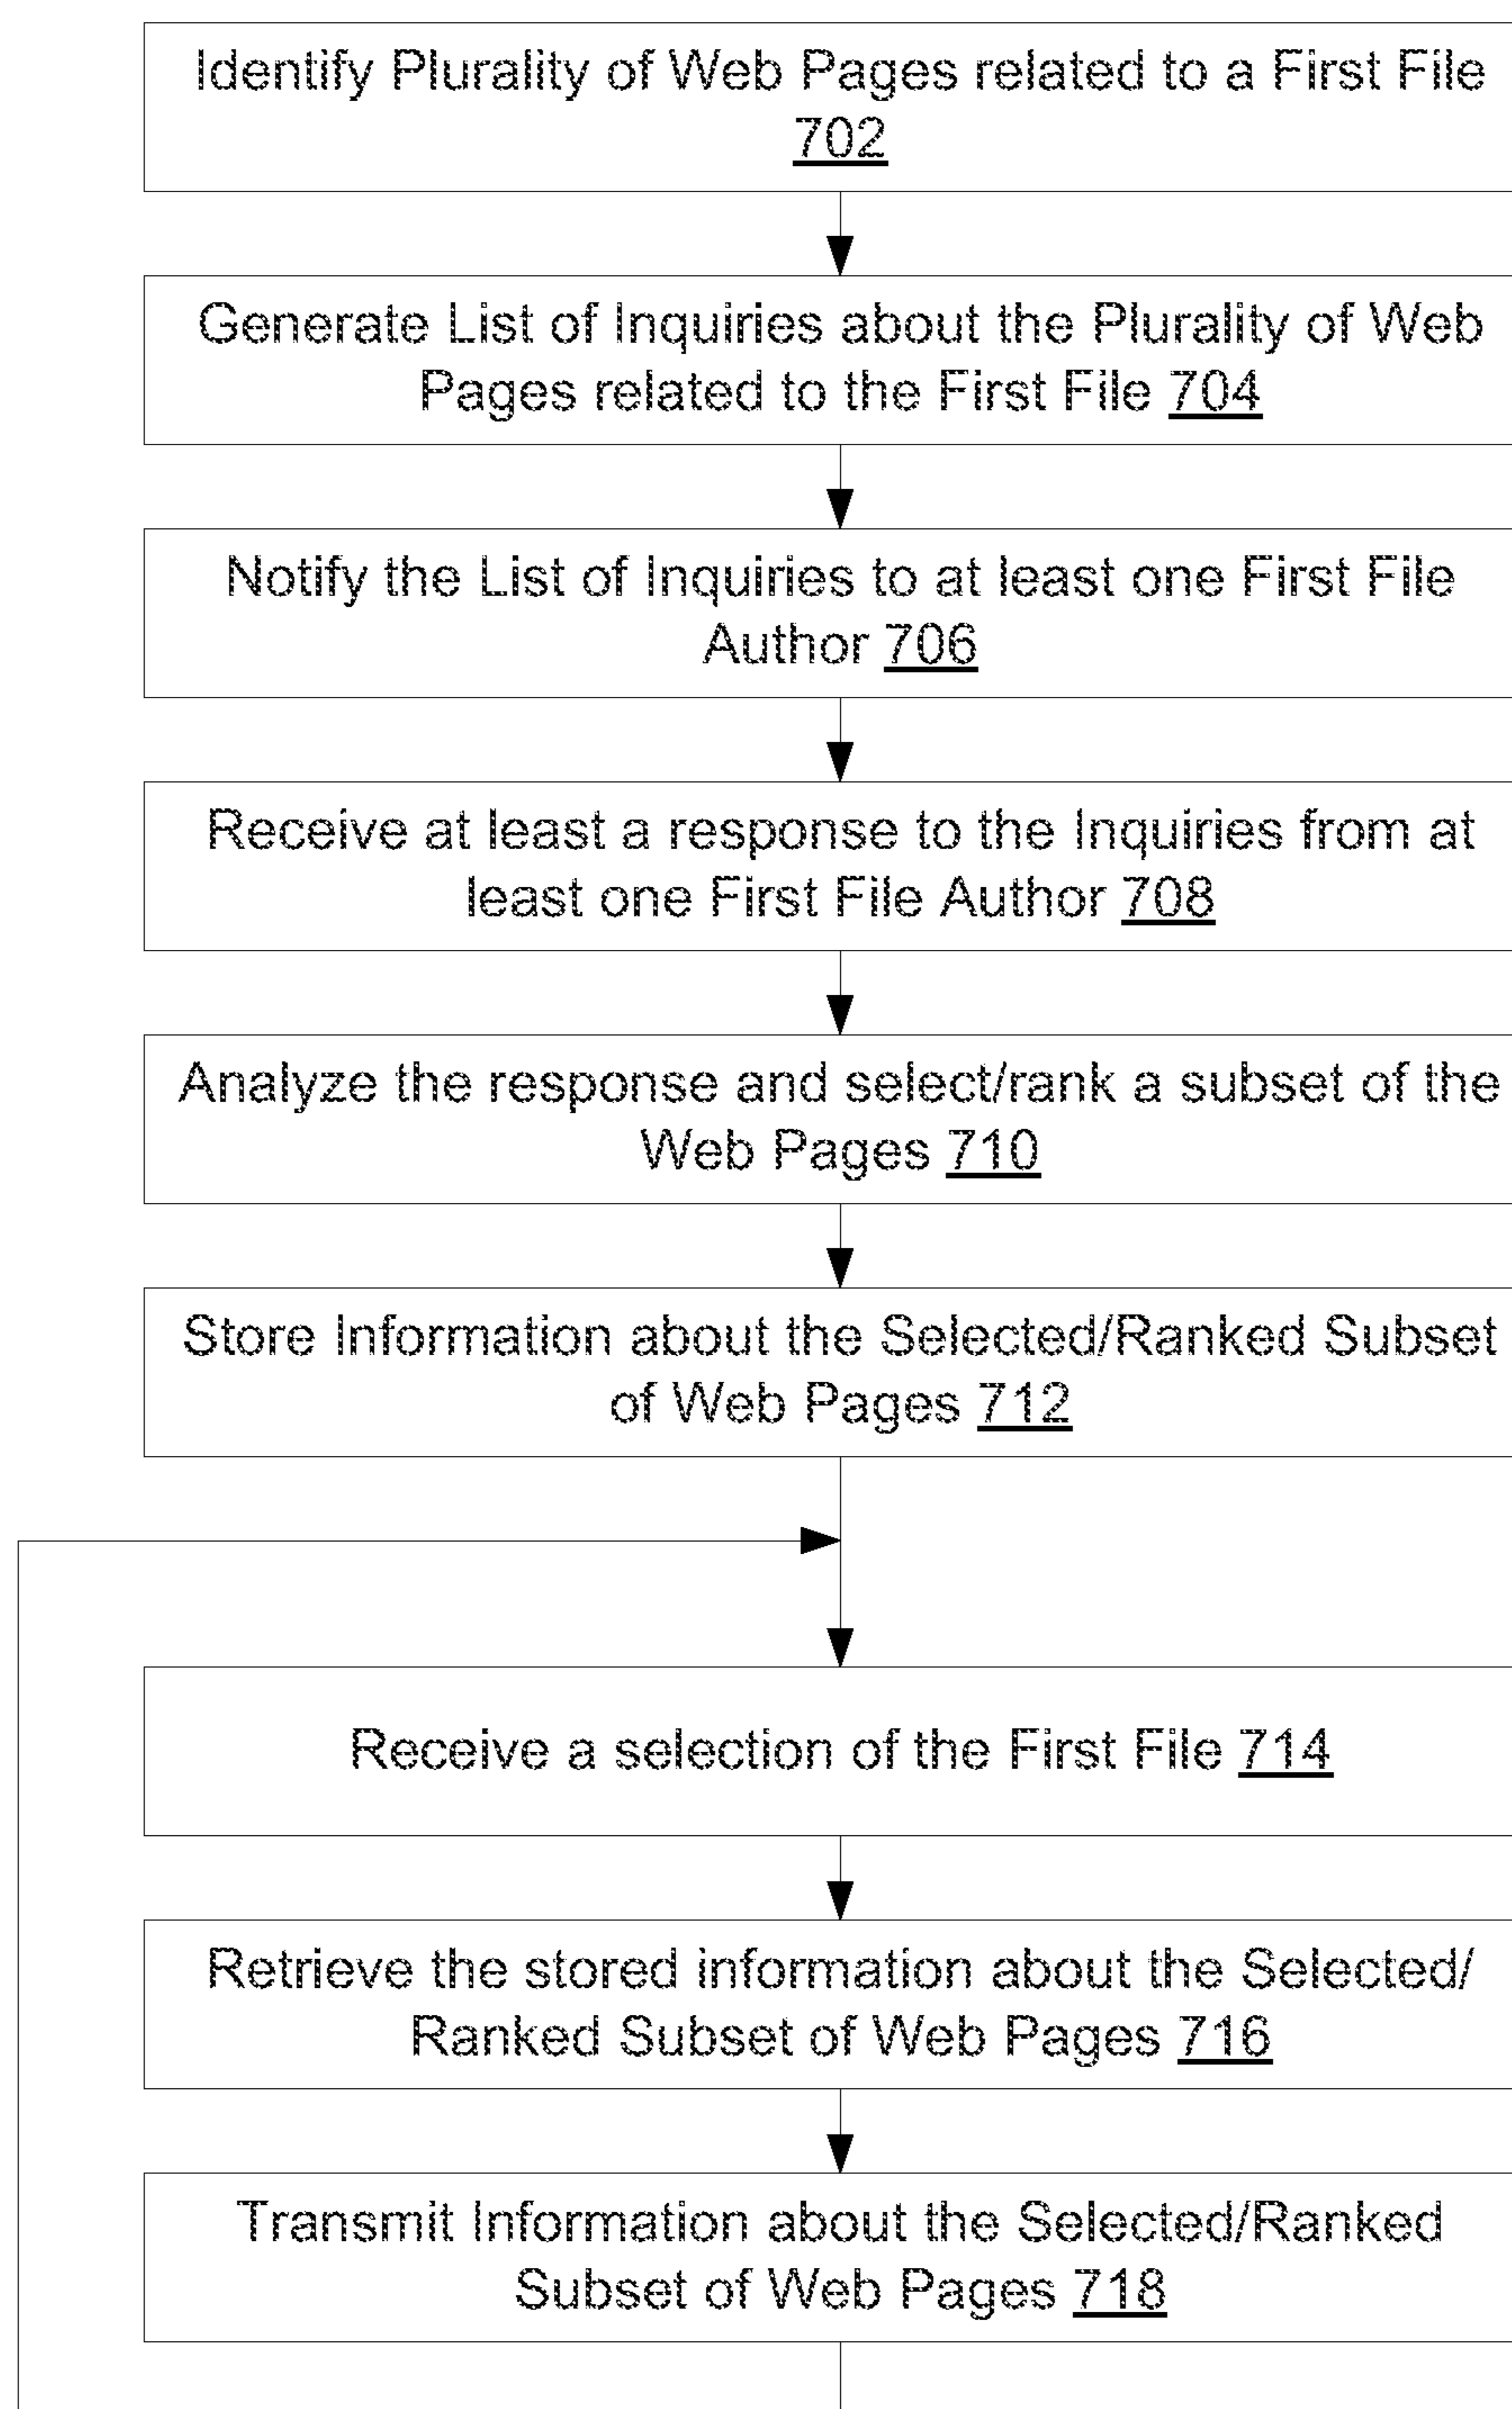 Identify Plurality of Web Pages related to a First File
702
Generate List of Inquiries about the Plurality of Web
Pages related to the First File 704
Notify the List of Inquiries to at least one First File
Author 706
Receive at least a response to the Inquiries from at
least one First File Author 708
Analyze the response and select/rank a subset of the
Web Pages 710
Store Information about the Selected/Ranked Subset
of Web Pages 712
Receive a selection of the First File 714
Retrieve the stored information about the Selected/
Ranked Subset of Web Pages 716
Transmit Information about the Selected/Ranked
Subset of Web Pages 718